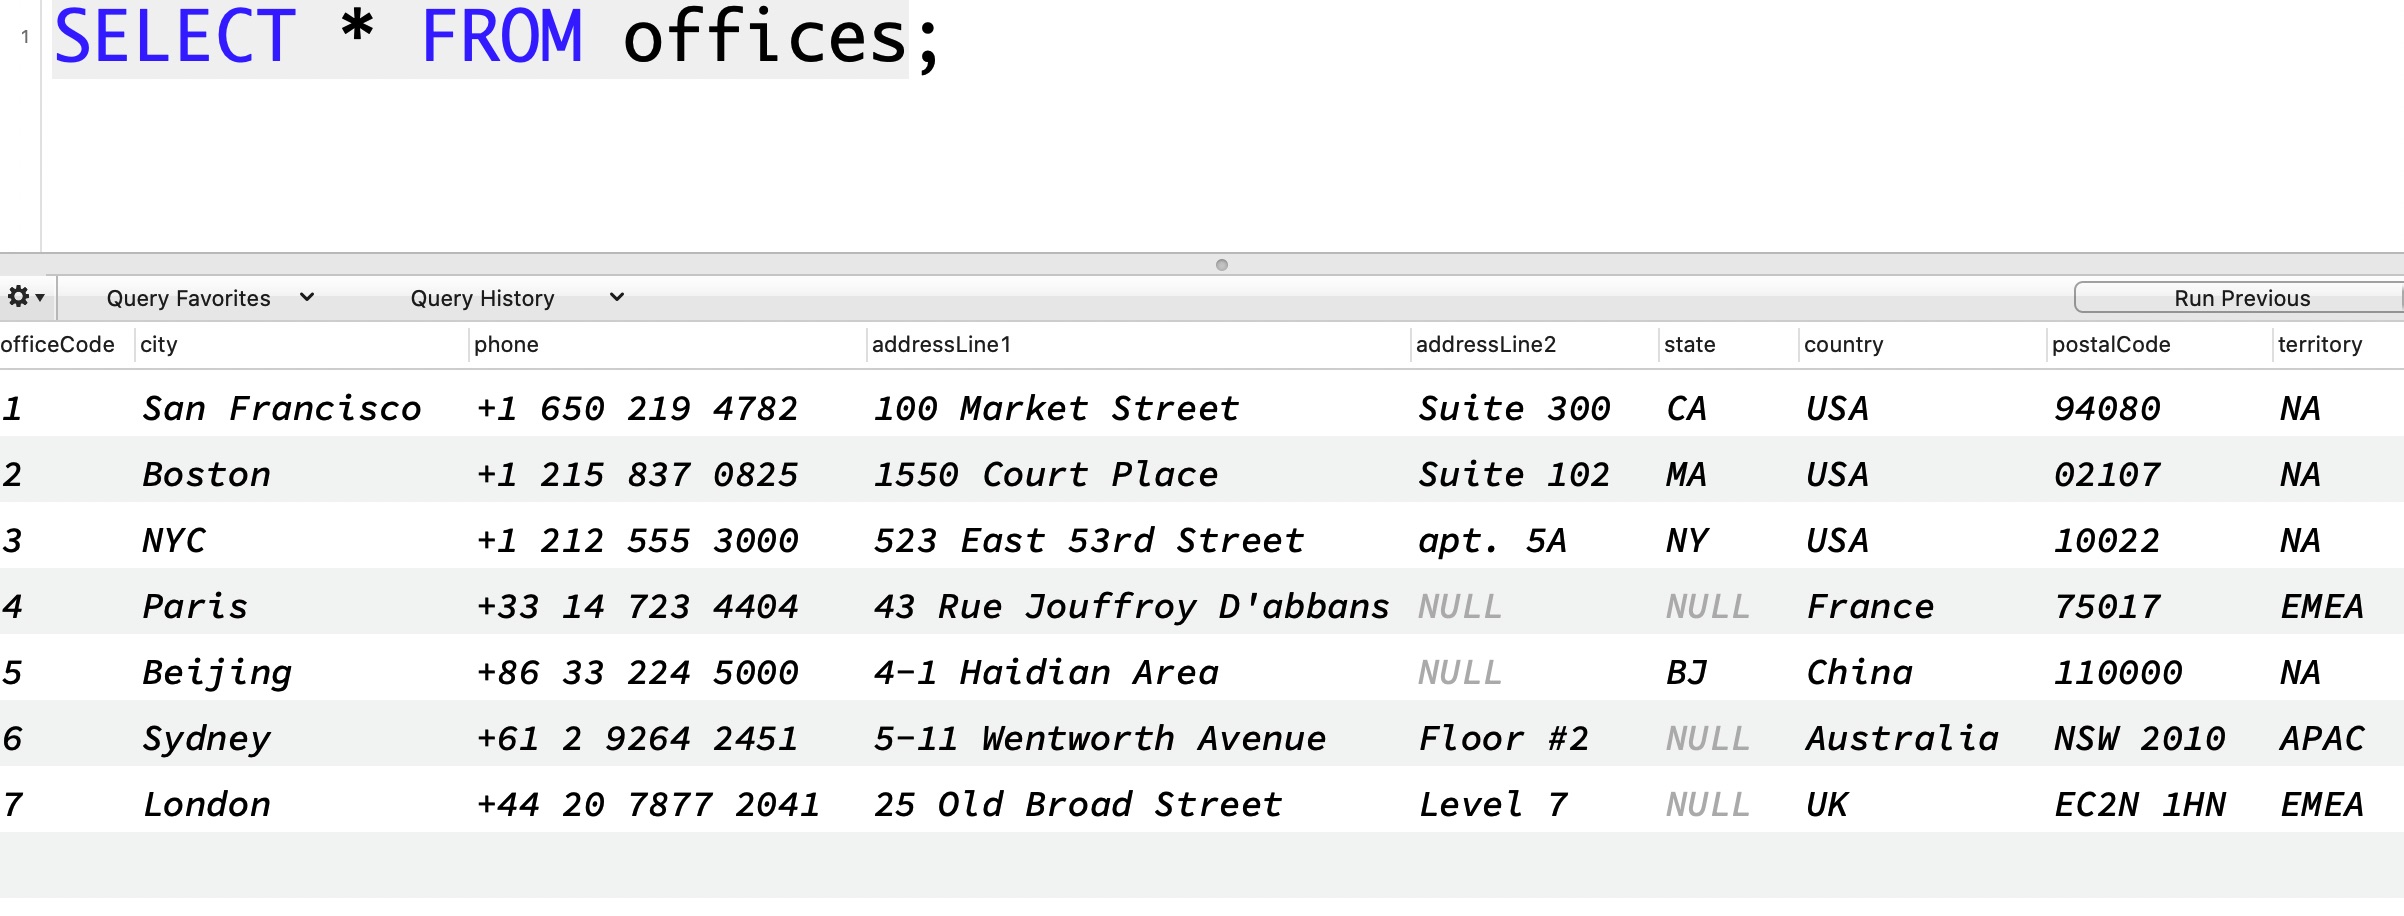 1 SELECT * FROM offices;
Query Favorites Query History Run Previous
officeCode city phone addressLine1 addressLine2 state country postalCode territory
1 San Francisco +1 650 219 4782 100 Market Street Suite 300 CA USA 94080 NA
2 Boston +1 215 837 0825 1550 Court Place Suite 102 MA USA 02107 NA
3 NYC +1 212 555 3000 523 East 53rd Street apt. 5A NY USA 10022 NA
4 Paris +33 14 723 4404 43 Rue Jouffroy D'abbans NULL NULL France 75017 EMEA
5 Beijing +86 33 224 5000 4-1 Haidian Area NULL BJ China 110000 NA
6 Sydney +61 2 9264 2451 5-11 Wentworth Avenue Floor #2 NULL Australia NSW 2010 APAC
7 London +44 20 7877 2041 25 Old Broad Street Level 7 NULL UK EC2N 1HN EMEA